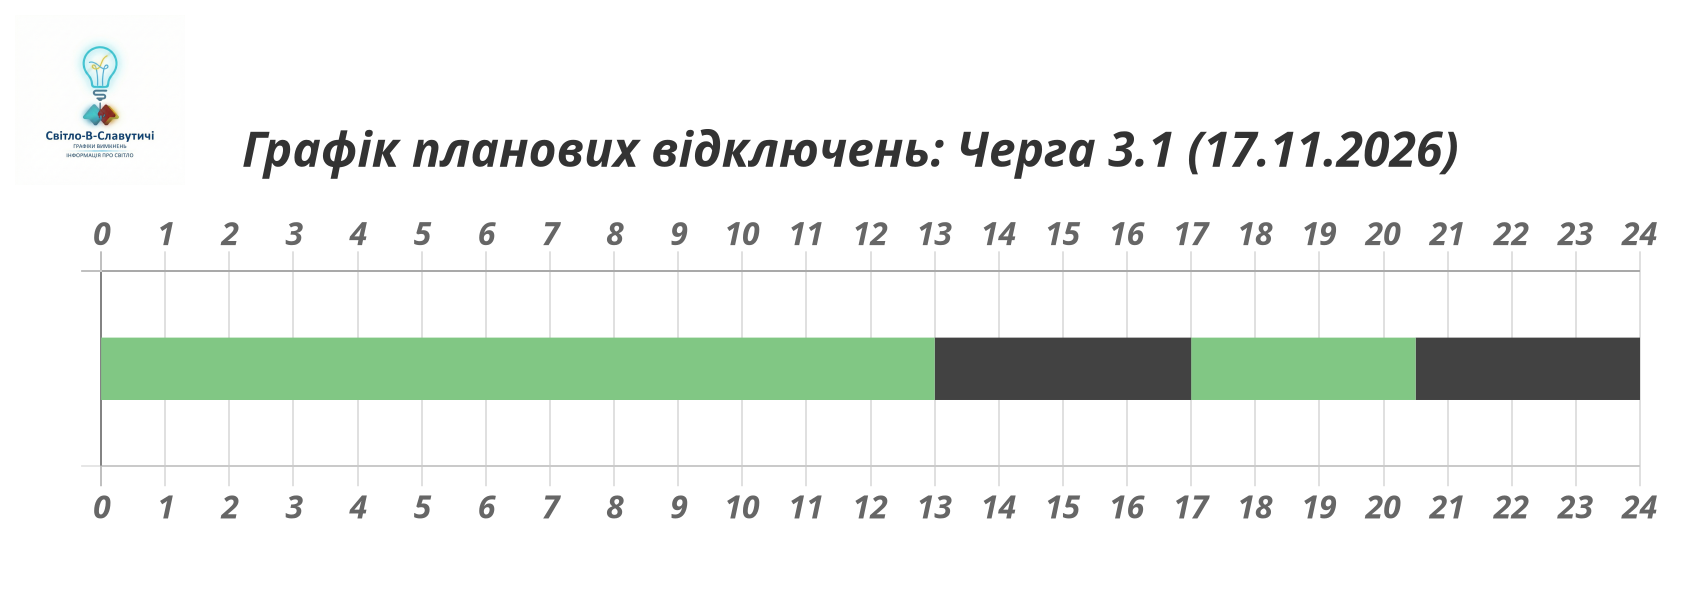 Світло-В-Славутичі
ГРАФІКИ ВИМКНЕНЬ
ІНФОРМАЦІЯ ПРО СВІТЛО
Графік планових відключень: Черга 3.1 (17.11.2026)
0 1 2 3 4 5 6 7 8 9 10 11 12 13 14 15 16 17 18 19 20 21 22 23 24
0 1 2 3 4 5 6 7 8 9 10 11 12 13 14 15 16 17 18 19 20 21 22 23 24